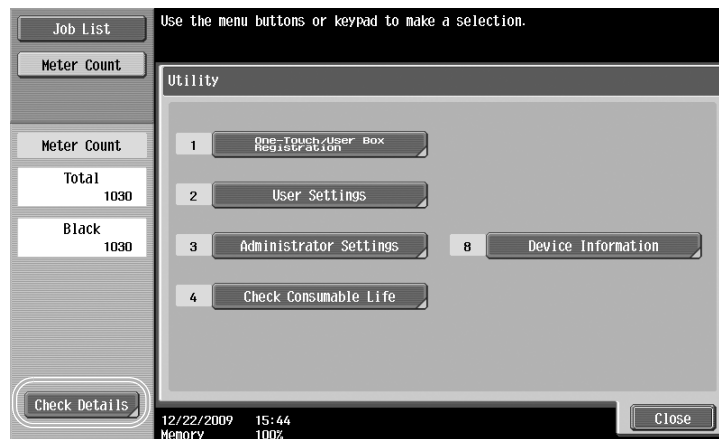 Job List
Meter Count
Use the menu buttons or keypad to make a selection.
Utility
Meter Count
Total
1030
Black
1030
1 One-Touch/User Box
Registration
2 User Settings
3 Administrator Settings
8 Device Information
4 Check Consumable Life
Check Details
12/22/2009 15:44
Memory 100%
Close